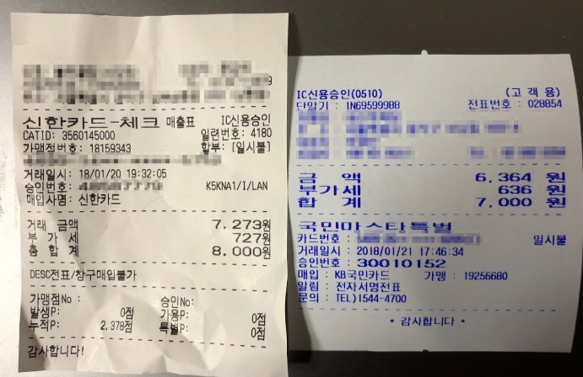 신한카드-체크 매출표 IC신용승인
CATID: 3560145000 일련번호: 4180
가맹점번호: 18159343 할부: [일시불]
거래일시: 18/01/20 19:32:05
승인번호: K5KNA1/I/LAN
매입사명: 신한카드
거래 금액 7,273원
부 가 세 727원
총 합 계 8,000원
DESC전표/창구매입불가
가맹점No : 승인No:
발생P: 0점 가용P: 0점
누적P: 2,378점 특별P: 0점
감사합니다!
IC신용승인(0510) (고 객 용)
단말기 : IN69599988 전표번호 : 028854
금 액 6,364 원
부가세 636 원
합 계 7,000 원
국민마스타특별
카드번호 : 일시불
거래일시 : 2018/01/21 17:46:34
승인번호 : 30010152
매입 : KB국민카드 가맹 : 19256680
알림 : 전자서명전표
문의 : TEL)1544-4700
* 감사합니다 *